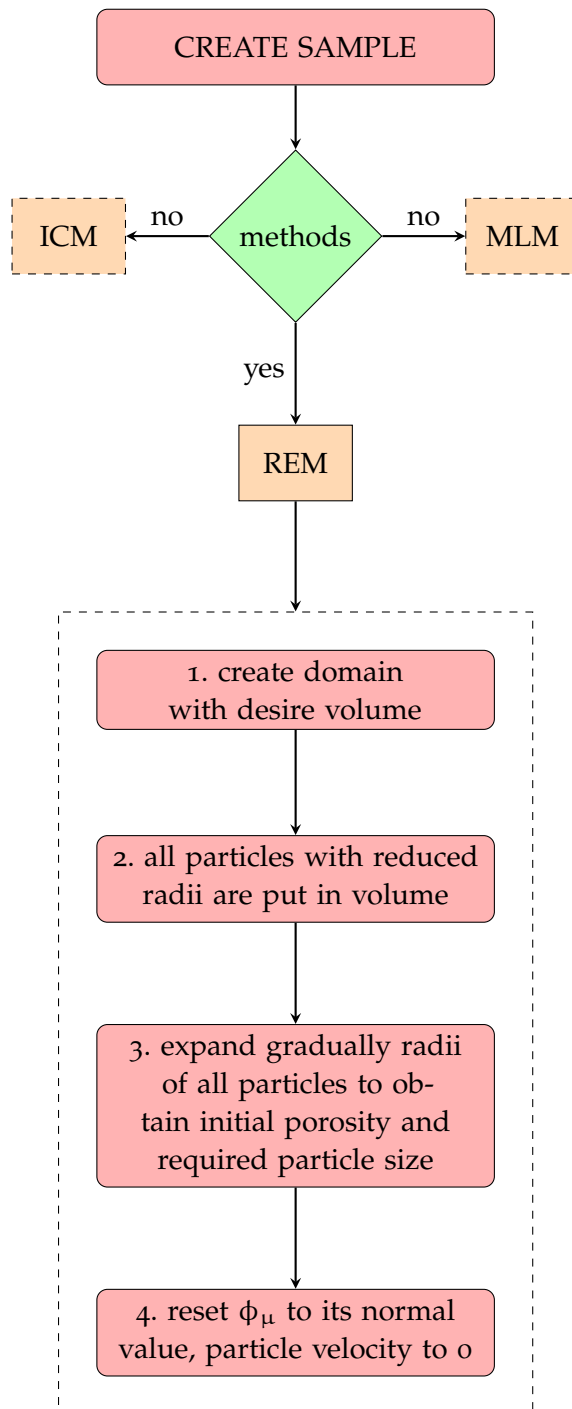 CREATE SAMPLE
ICM
no
methods
no
MLM
yes
REM
1. create domain
with desire volume
2. all particles with reduced
radii are put in volume
3. expand gradually radii
of all particles to ob-
tain initial porosity and
required particle size
4. reset ϕμ to its normal
value, particle velocity to 0